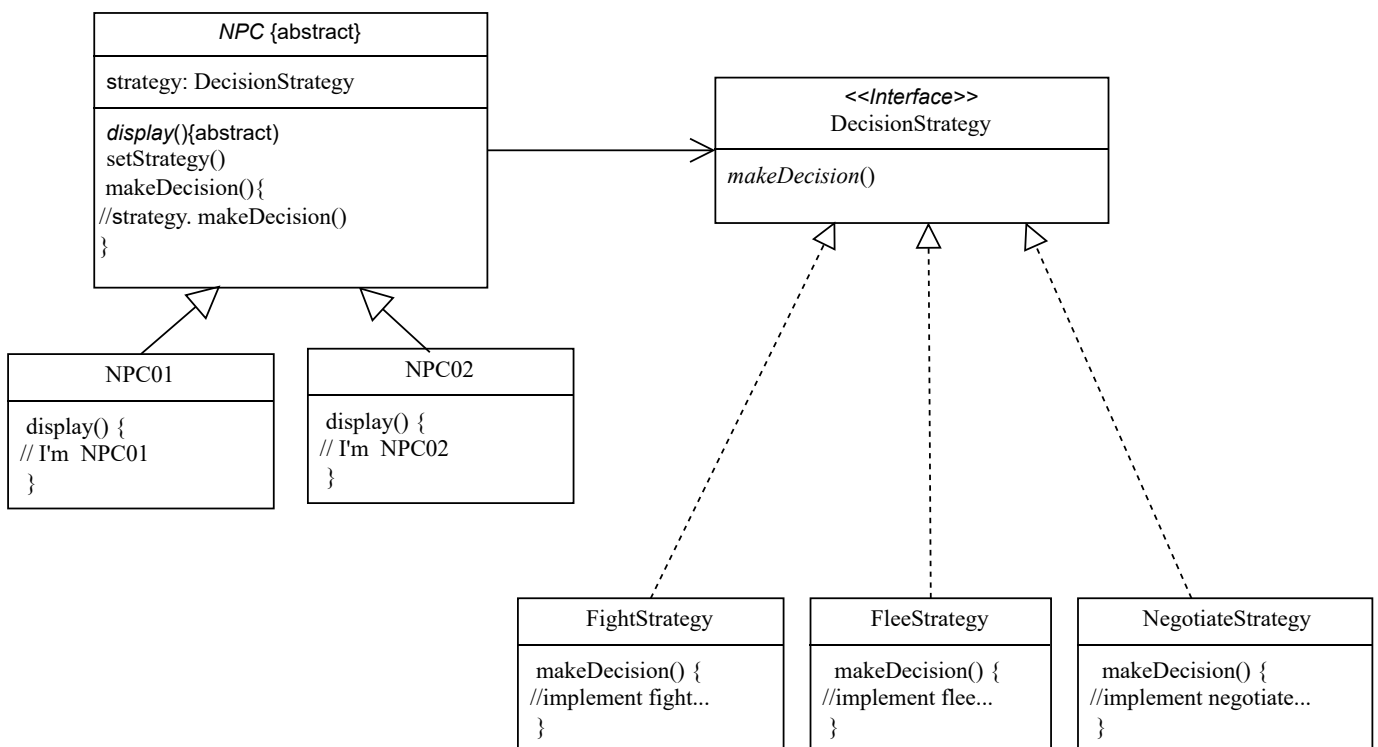 NPC {abstract}
strategy: DecisionStrategy
display(){abstract)
setStrategy()
makeDecision(){
//strategy. makeDecision()
}
<<Interface>>
DecisionStrategy
makeDecision()
NPC01
display() {
// I'm NPC01
}
NPC02
display() {
// I'm NPC02
}
FightStrategy
makeDecision() {
//implement fight...
}
FleeStrategy
makeDecision() {
//implement flee...
}
NegotiateStrategy
makeDecision() {
//implement negotiate...
}